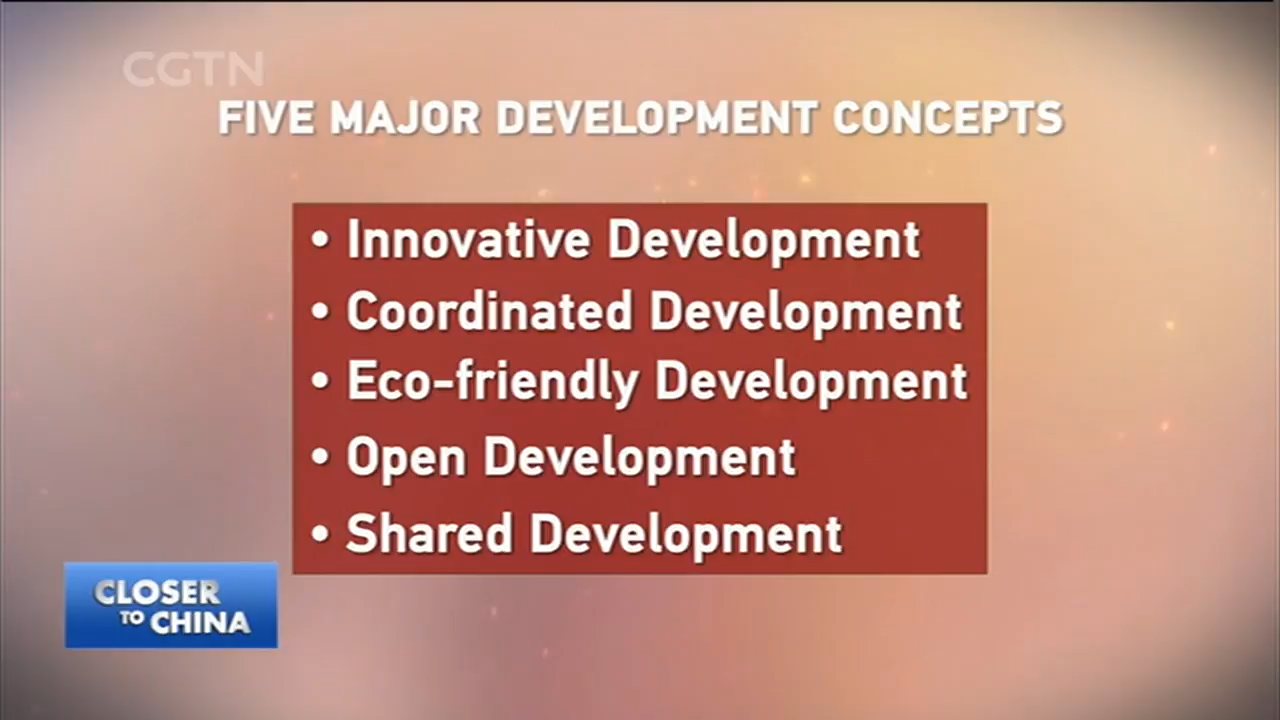 CGTN
FIVE MAJOR DEVELOPMENT CONCEPTS
• Innovative Development
• Coordinated Development
• Eco-friendly Development
• Open Development
• Shared Development
CLOSER
TO CHINA